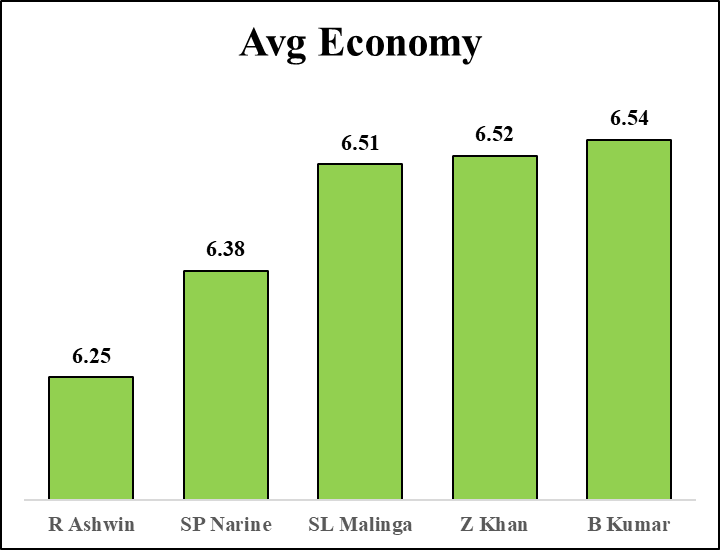 Avg Economy
6.25
6.38
6.51
6.52
6.54
R Ashwin
SP Narine
SL Malinga
Z Khan
B Kumar